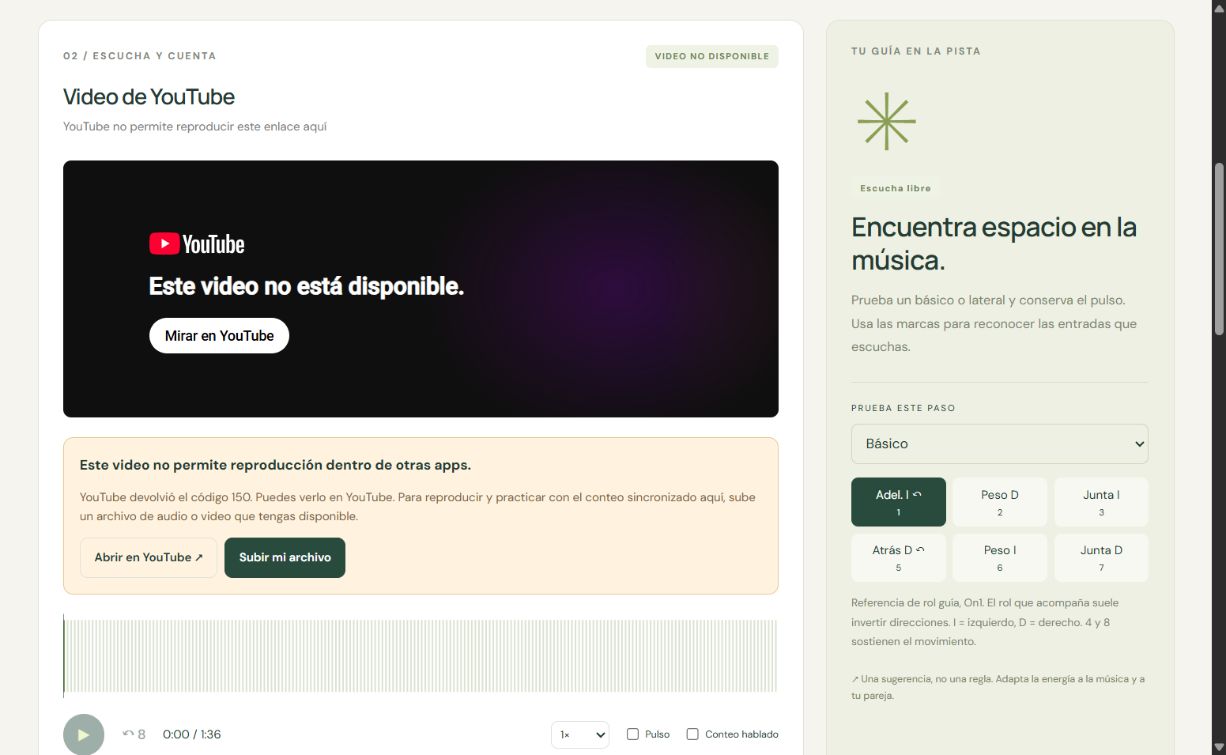 02 / ESCUCHA Y CUENTA
VIDEO NO DISPONIBLE
Video de YouTube
YouTube no permite reproducir este enlace aquí
YouTube
Este video no está disponible.
Mirar en YouTube
Este video no permite reproducción dentro de otras apps.
YouTube devolvió el código 150. Puedes verlo en YouTube. Para reproducir y practicar con el conteo sincronizado aquí, sube
un archivo de audio o video que tengas disponible.
Abrir en YouTube ↗
Subir mi archivo
↶ 8
0:00 / 1:36
1×
Pulso
Conteo hablado
TU GUÍA EN LA PISTA
Escucha libre
Encuentra espacio en la
música.
Prueba un básico o lateral y conserva el pulso.
Usa las marcas para reconocer las entradas que
escuchas.
PRUEBA ESTE PASO
Básico
Adel. I ↶
1
Peso D
2
Junta I
3
Atrás D ↶
5
Peso I
6
Junta D
7
Referencia de rol guía, On1. El rol que acompaña suele
invertir direcciones. I = izquierdo, D = derecho. 4 y 8
sostienen el movimiento.
↗ Una sugerencia, no una regla. Adapta la energía a la música y a
tu pareja.